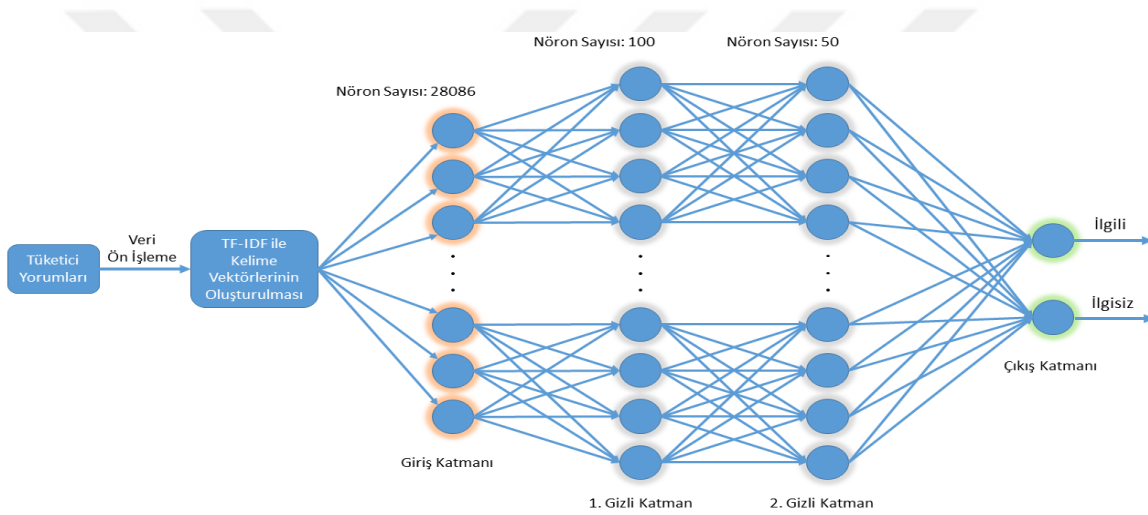 Nöron Sayısı: 100
Nöron Sayısı: 50
Nöron Sayısı: 28086
Tüketici
Yorumları
Veri
Ön İşleme
TF-IDF ile
Kelime
Vektörlerinin
Oluşturulması
İlgili
İlgisiz
Çıkış Katmanı
Giriş Katmanı
1. Gizli Katman
2. Gizli Katman